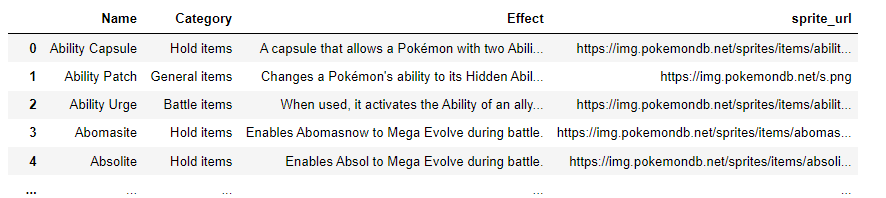 Name Category Effect sprite_url
0 Ability Capsule Hold items A capsule that allows a Pokémon with two Abili... https://img.pokemondb.net/sprites/items/abilit...
1 Ability Patch General items Changes a Pokémon's ability to its Hidden Abil... https://img.pokemondb.net/s.png
2 Ability Urge Battle items When used, it activates the Ability of an ally... https://img.pokemondb.net/sprites/items/abilit...
3 Abomasite Hold items Enables Abomasnow to Mega Evolve during battle. https://img.pokemondb.net/sprites/items/abomas...
4 Absolite Hold items Enables Absol to Mega Evolve during battle. https://img.pokemondb.net/sprites/items/absoli...
... ... ... ... ...